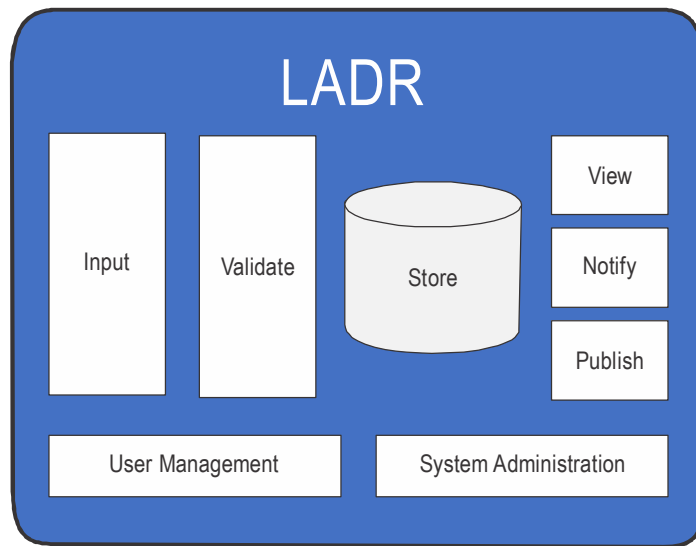 LADR
Input
Validate
Store
View
Notify
Publish
User Management
System Administration